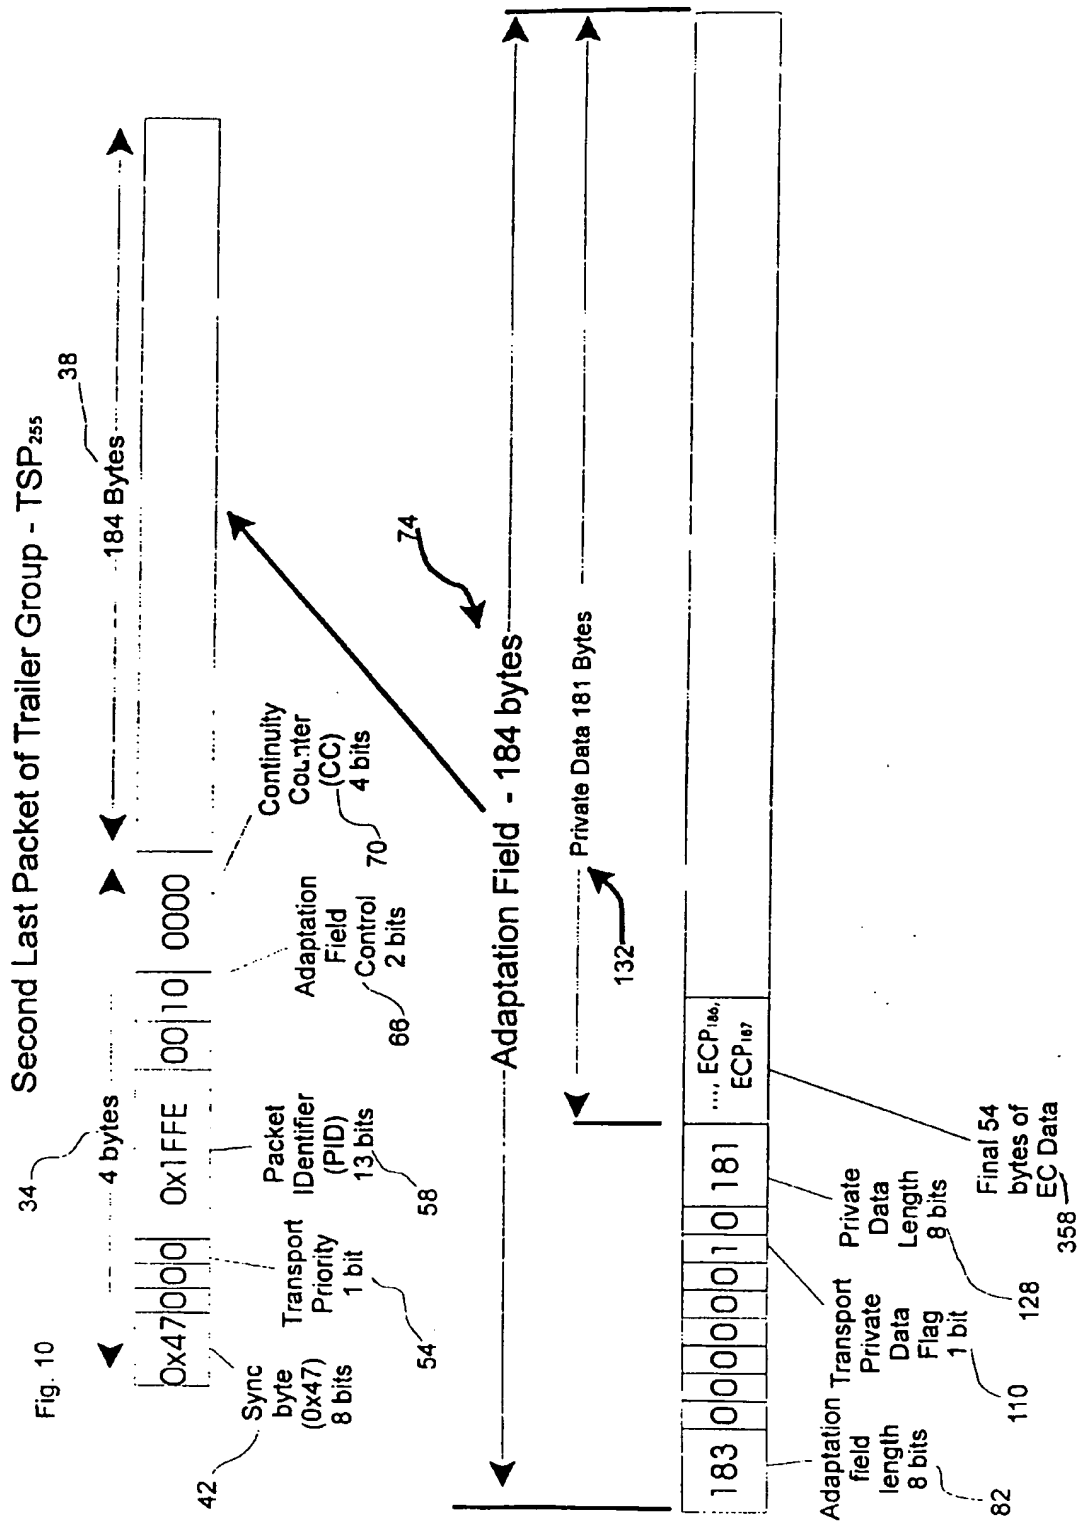 Fig. 10
Second Last Packet of Trailer Group - TSP255
34
4 bytes
184 Bytes
38
0x47 0 0 0 0x1FFE 00 10 0000
42
Sync
byte
(0x47)
8 bits
54
Transport
Priority
1 bit
Packet
IDentifier
(PID)
13 bits
58
Adaptation
Field
Control
2 bits
66
Continuity
Counter
(CC)
4 bits
70
Adaptation Field - 184 bytes
74
Private Data 181 Bytes
132
183 0 0 0 0 0 0 1 0 181 ..., ECP186,
ECP187
Adaptation
field
length
8 bits
82
Transport
Private
Data
Flag
1 bit
110
Private
Data
Length
8 bits
128
Final 54
bytes of
EC Data
358